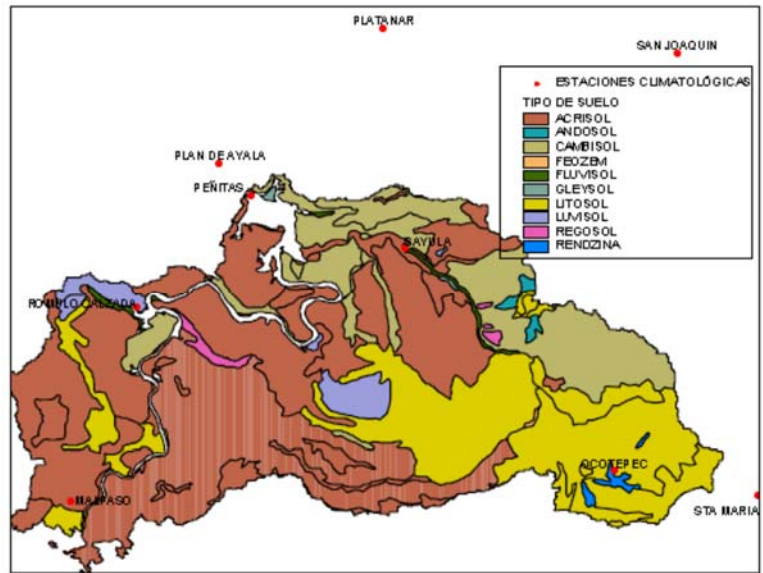 PLATANAR
SAN JOAQUIN
ESTACIONES CLIMATOLÓGICAS
TIPO DE SUELO
ACRISOL
ANDOSOL
CAMBISOL
FEOZEM
FLUVISOL
GLEYSOL
LITOSOL
LUVISOL
REGOSOL
RENDZINA
PLAN DE AYALA
PEÑITAS
SAYULA
ROMULO CALZADA
OCOTEPEC
MALPASO
STA MARIA